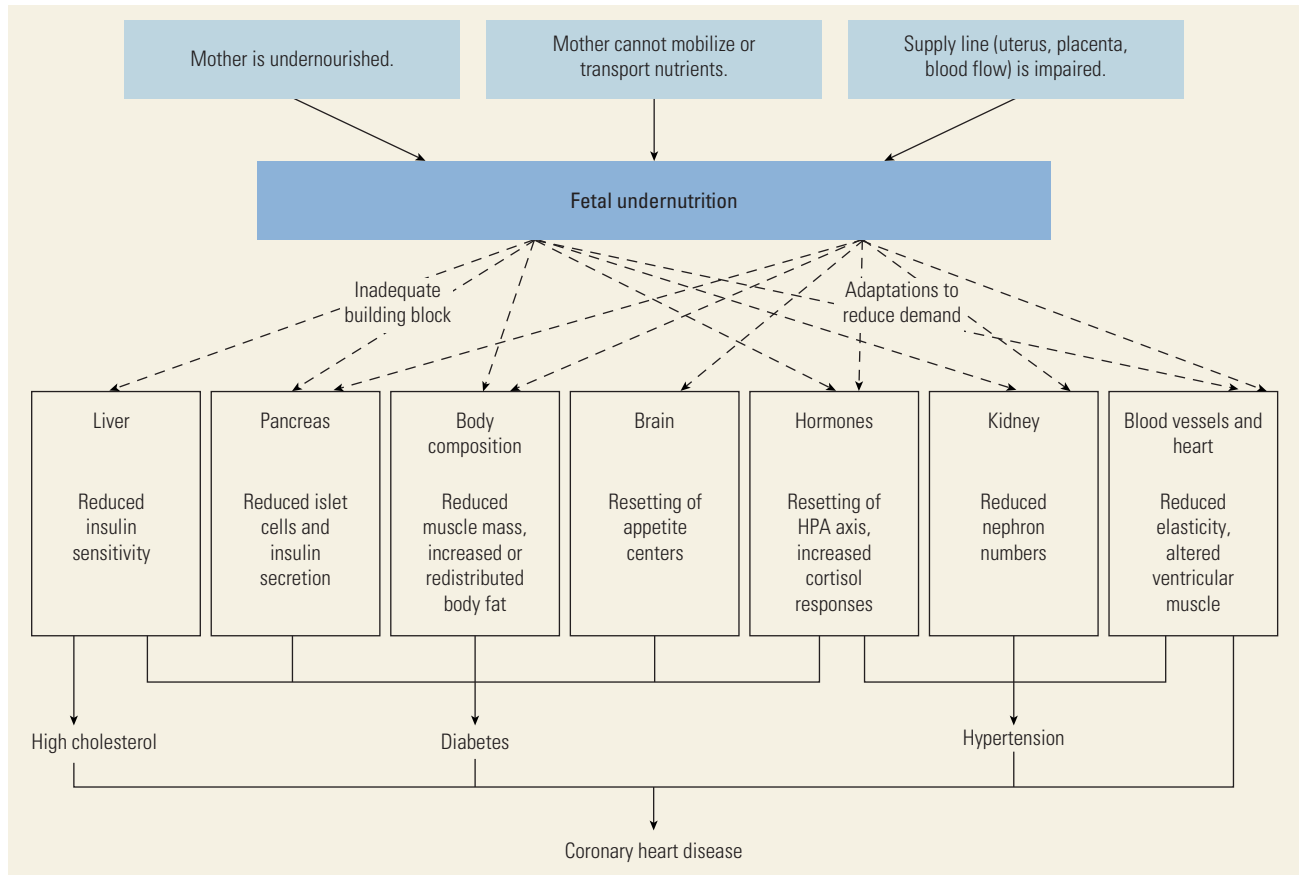 Mother is undernourished.
Mother cannot mobilize or
transport nutrients.
Supply line (uterus, placenta,
blood flow) is impaired.
Fetal undernutrition
Inadequate
building block
Adaptations to
reduce demand
Liver
Reduced
insulin
sensitivity
Pancreas
Reduced islet
cells and
insulin
secretion
Body
composition
Reduced
muscle mass,
increased or
redistributed
body fat
Brain
Resetting of
appetite
centers
Hormones
Resetting of
HPA axis,
increased
cortisol
responses
Kidney
Reduced
nephron
numbers
Blood vessels and
heart
Reduced
elasticity,
altered
ventricular
muscle
High cholesterol
Diabetes
Hypertension
Coronary heart disease